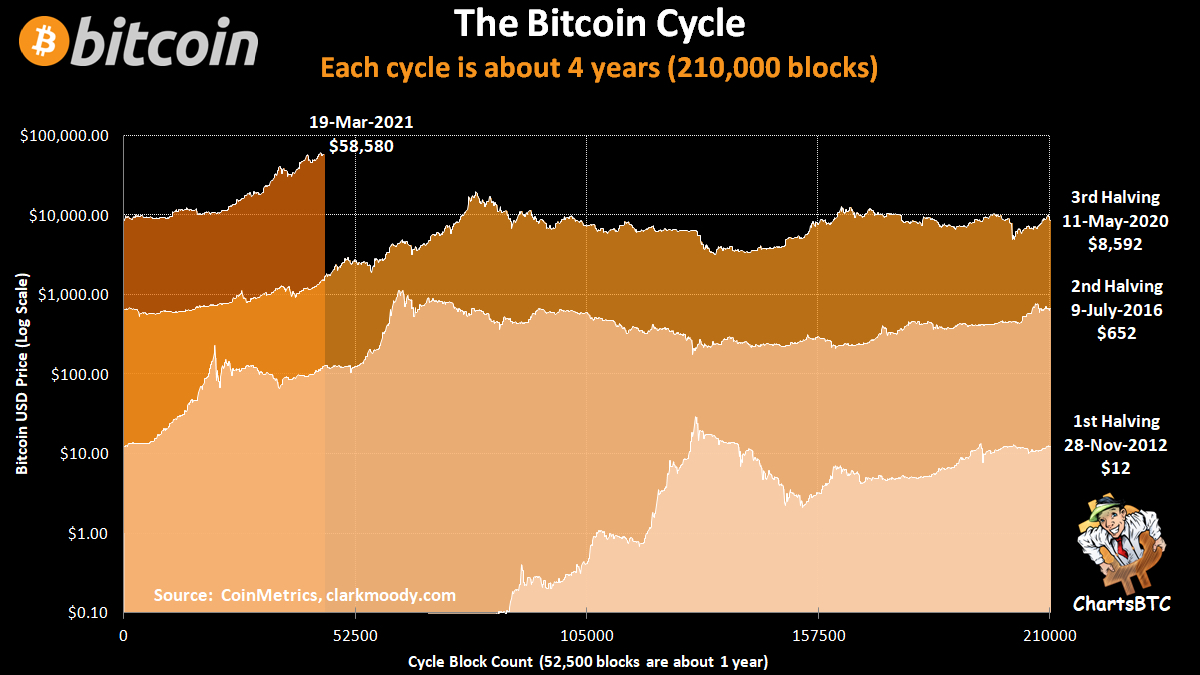 bitcoin
The Bitcoin Cycle
Each cycle is about 4 years (210,000 blocks)
19-Mar-2021
$58,580
Bitcoin USD Price (Log Scale)
$100,000.00
$10,000.00
$1,000.00
$100.00
$10.00
$1.00
$0.10
3rd Halving
11-May-2020
$8,592
2nd Halving
9-July-2016
$652
1st Halving
28-Nov-2012
$12
ChartsBTC
Source: CoinMetrics, clarkmoody.com
0
52500
105000
157500
210000
Cycle Block Count (52,500 blocks are about 1 year)